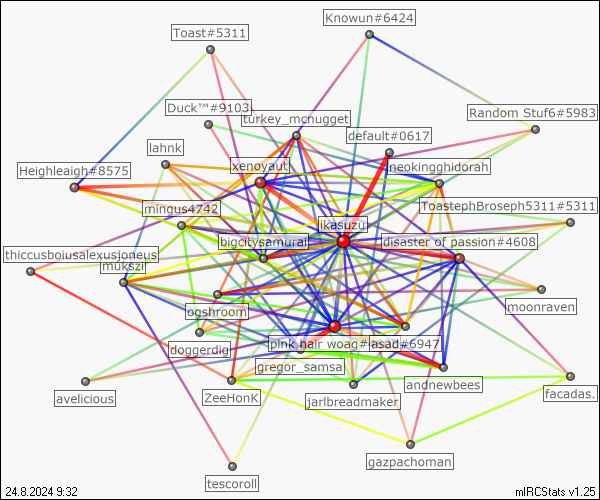 Knowun#6424
Toast#5311
Duck™#9103
Random Stuf6#5983
turkey_mcnugget
default#0617
lahnk
Heighleaigh#8575
xenoyaut
neokingghidorah
mingus4742
ToastephBroseph5311#5311
ikasuzu
bigcitysamurai
disaster of passion#4608
thiccusboiusalexusjoneus
mukszi
ogshroom
moonraven
doggerdig
pink hair woag#
lasad#6947
gregor_samsa
andnewbees
avelicious
ZeeHonK
jarlbreadmaker
facadas.
gazpachoman
tescoroll
24.8.2024 9:32
mIRCStats v1.25